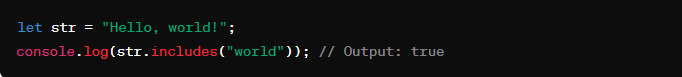 let str = "Hello, world!";
console.log(str.includes("world")); // Output: true